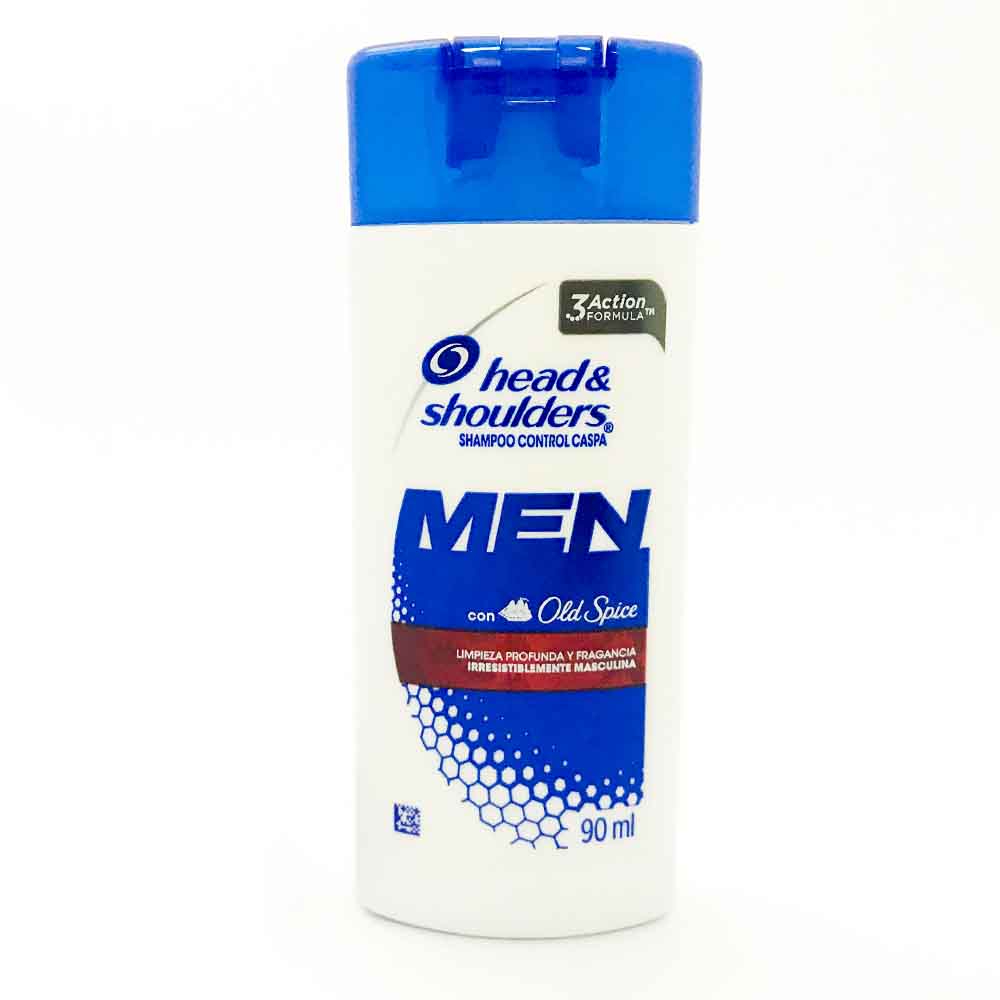 3Action
FORMULA™
head &
shoulders®
SHAMPOO CONTROL CASPA
MEN
con Old Spice
LIMPIEZA PROFUNDA Y FRAGANCIA
IRRESISTIBLEMENTE MASCULINA
90 ml